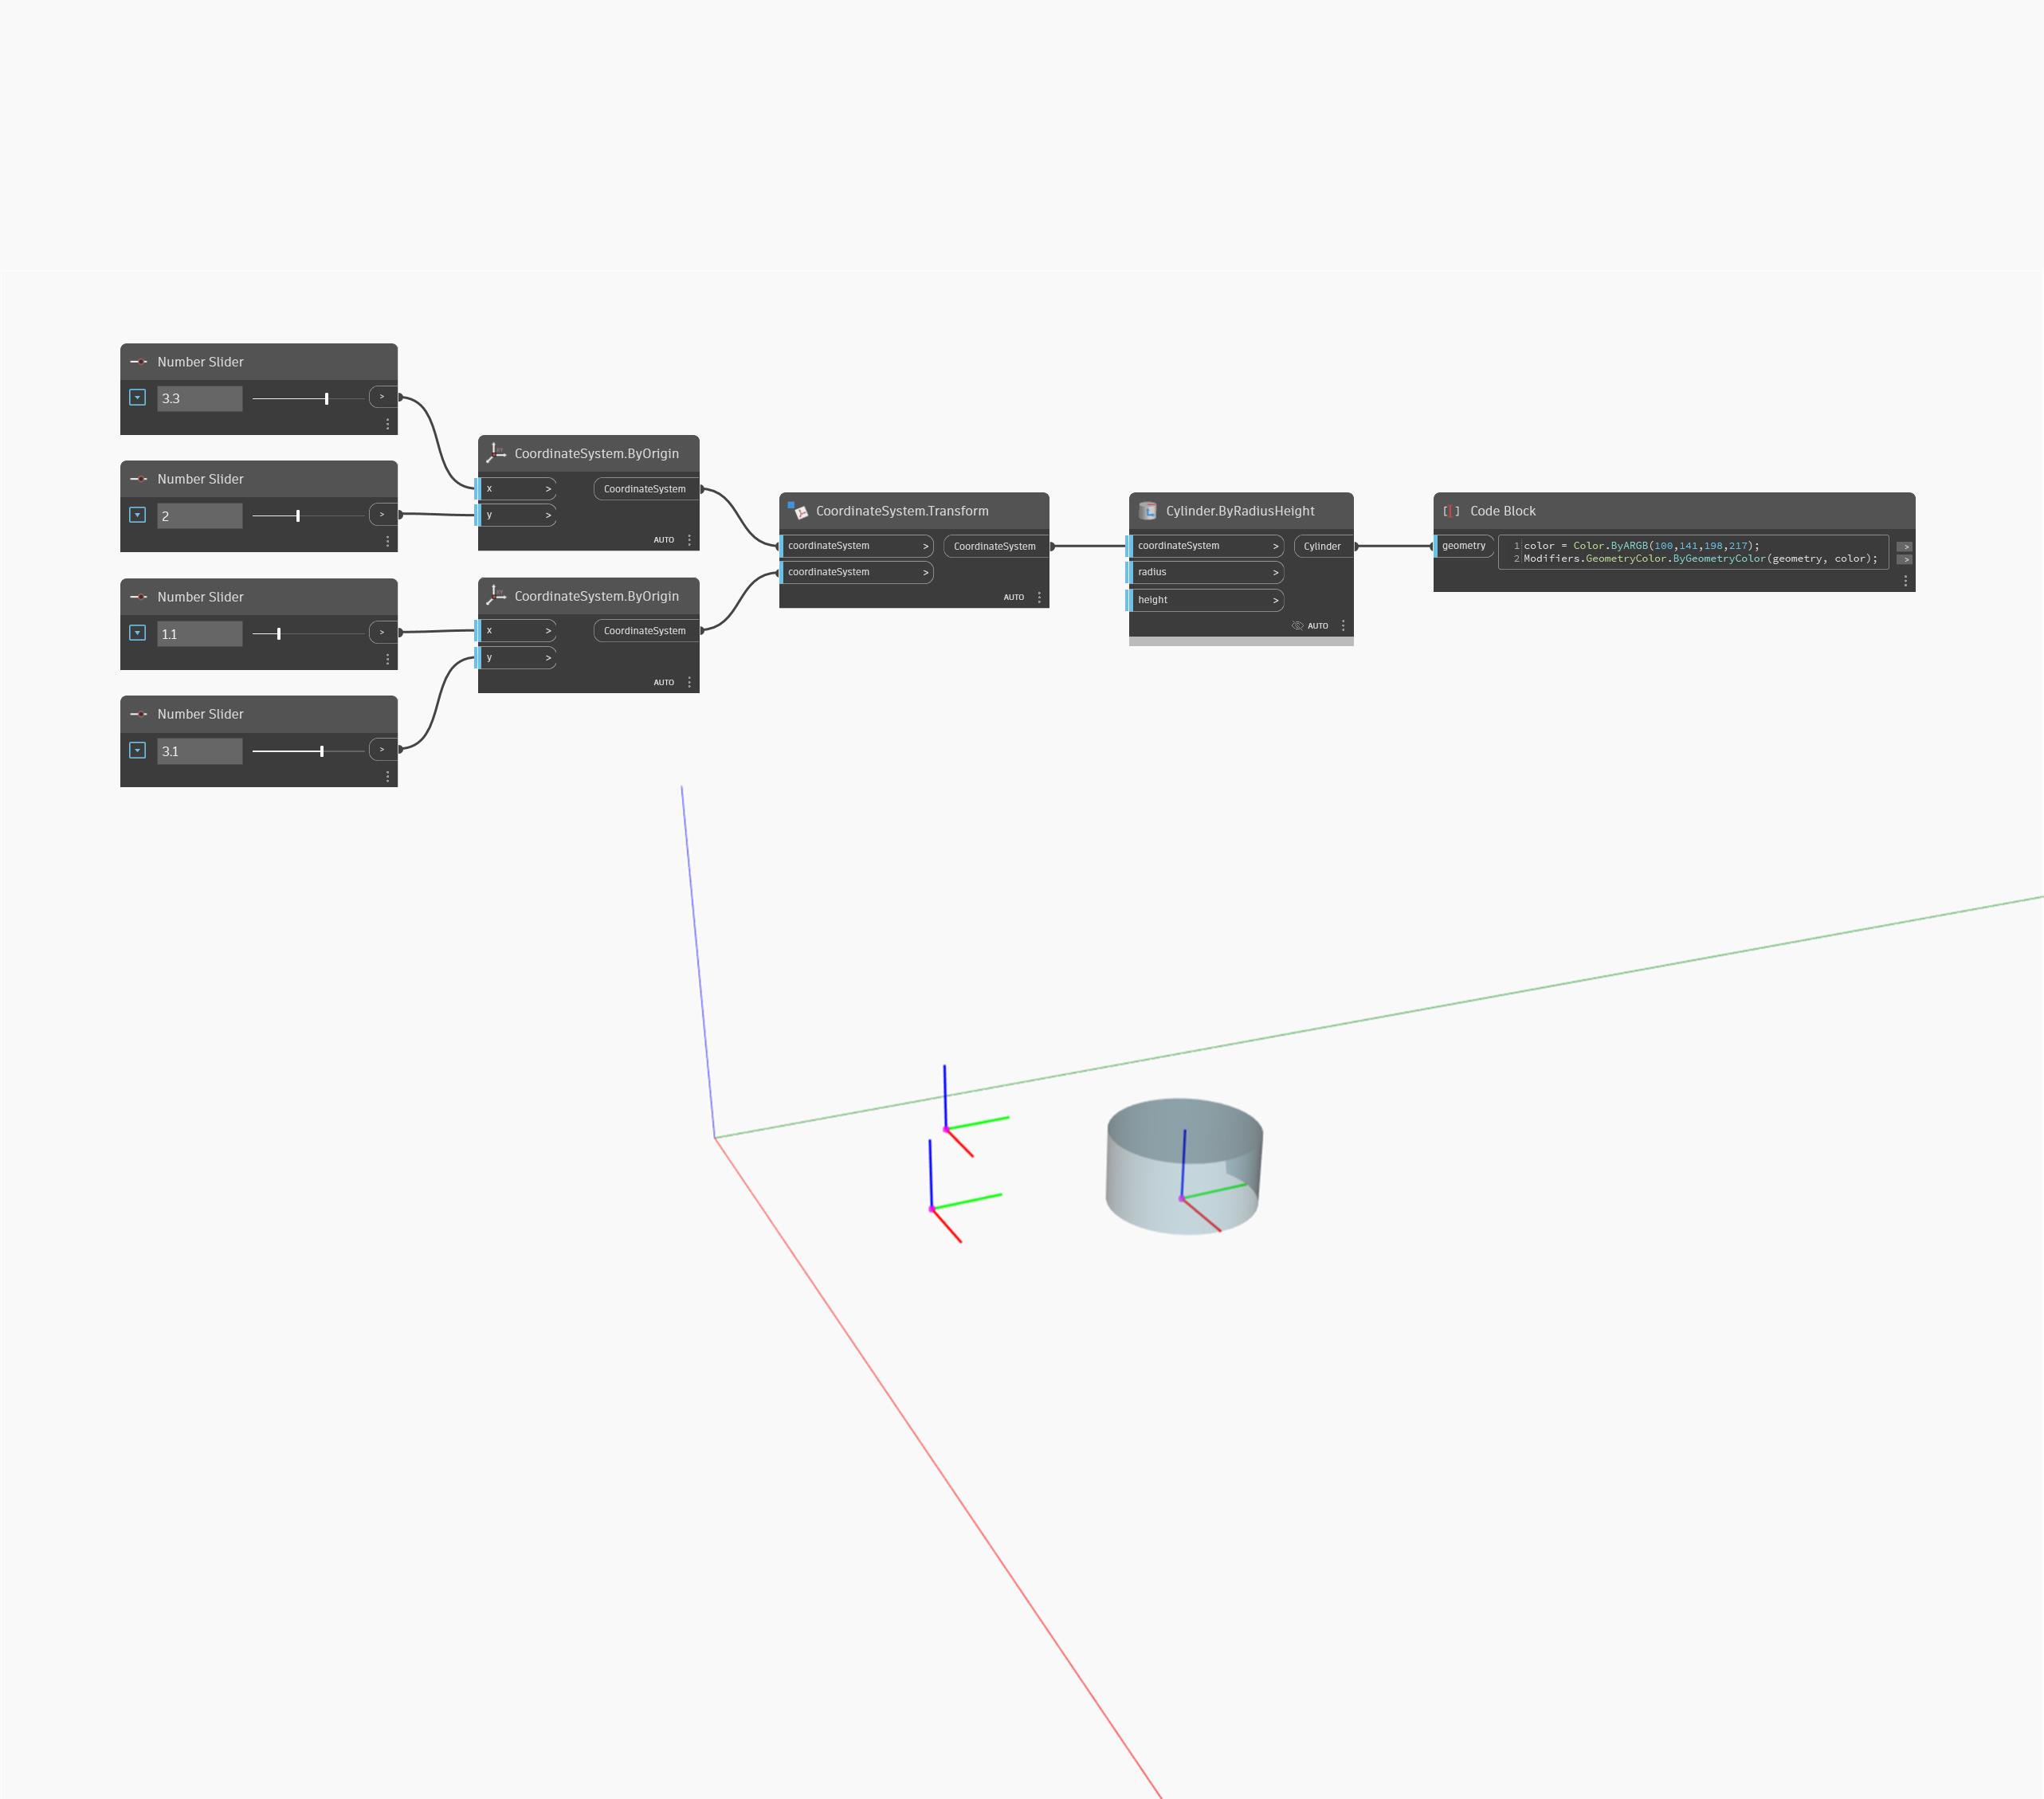 Number Slider
3.3
>
Number Slider
2
>
Number Slider
1.1
>
Number Slider
3.1
>
CoordinateSystem.ByOrigin
x > CoordinateSystem
y >
AUTO
CoordinateSystem.ByOrigin
x > CoordinateSystem
y >
AUTO
CoordinateSystem.Transform
coordinateSystem > CoordinateSystem
coordinateSystem >
AUTO
Cylinder.ByRadiusHeight
coordinateSystem > Cylinder
radius >
height >
AUTO
Code Block
geometry
1 color = Color.ByARGB(100,141,198,217); >
2 Modifiers.GeometryColor.ByGeometryColor(geometry, color); >